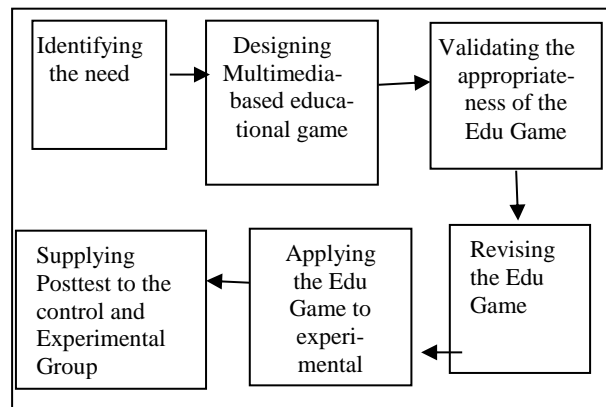 Identifying
the need
Designing
Multimedia-
based educa-
tional game
Validating the
appropriate-
ness of the
Edu Game
Revising
the Edu
Game
Applying
the Edu
Game to
experi-
mental
Supplying
Posttest to the
control and
Experimental
Group